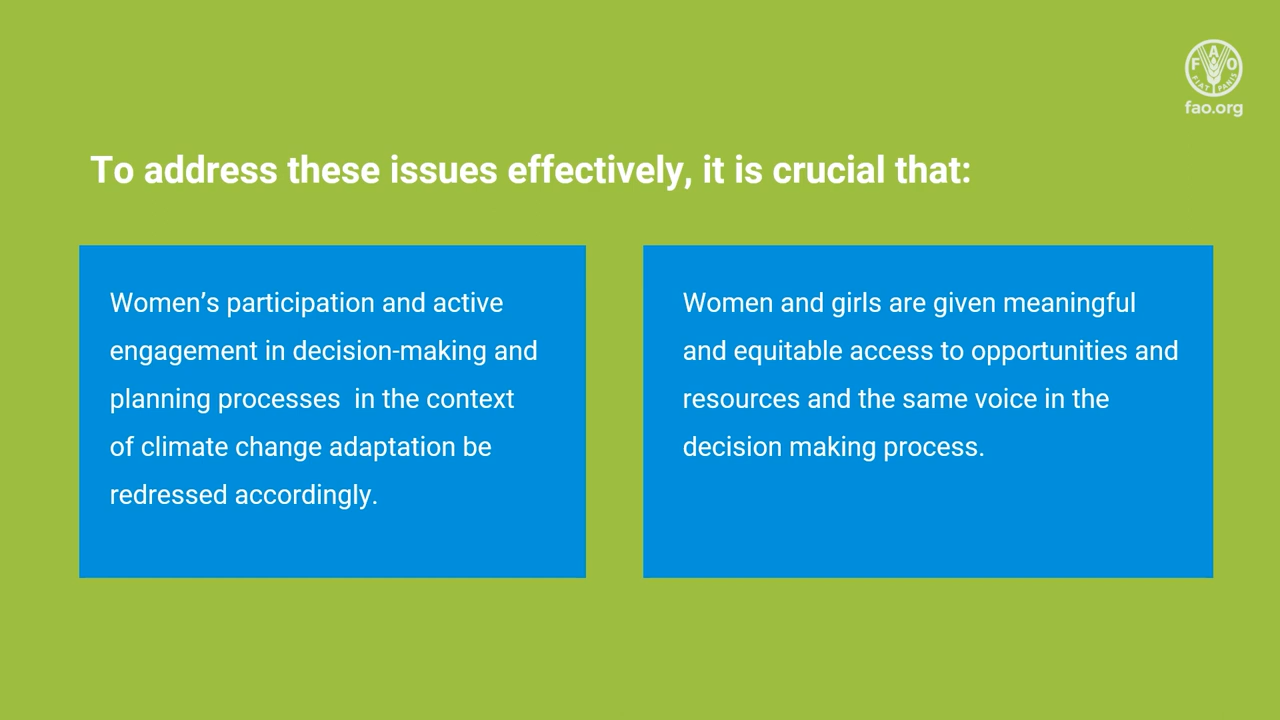 F A O
FIAT PANIS
fao.org
To address these issues effectively, it is crucial that:
Women’s participation and active
engagement in decision-making and
planning processes  in the context
of climate change adaptation be
redressed accordingly.
Women and girls are given meaningful
and equitable access to opportunities and
resources and the same voice in the
decision making process.